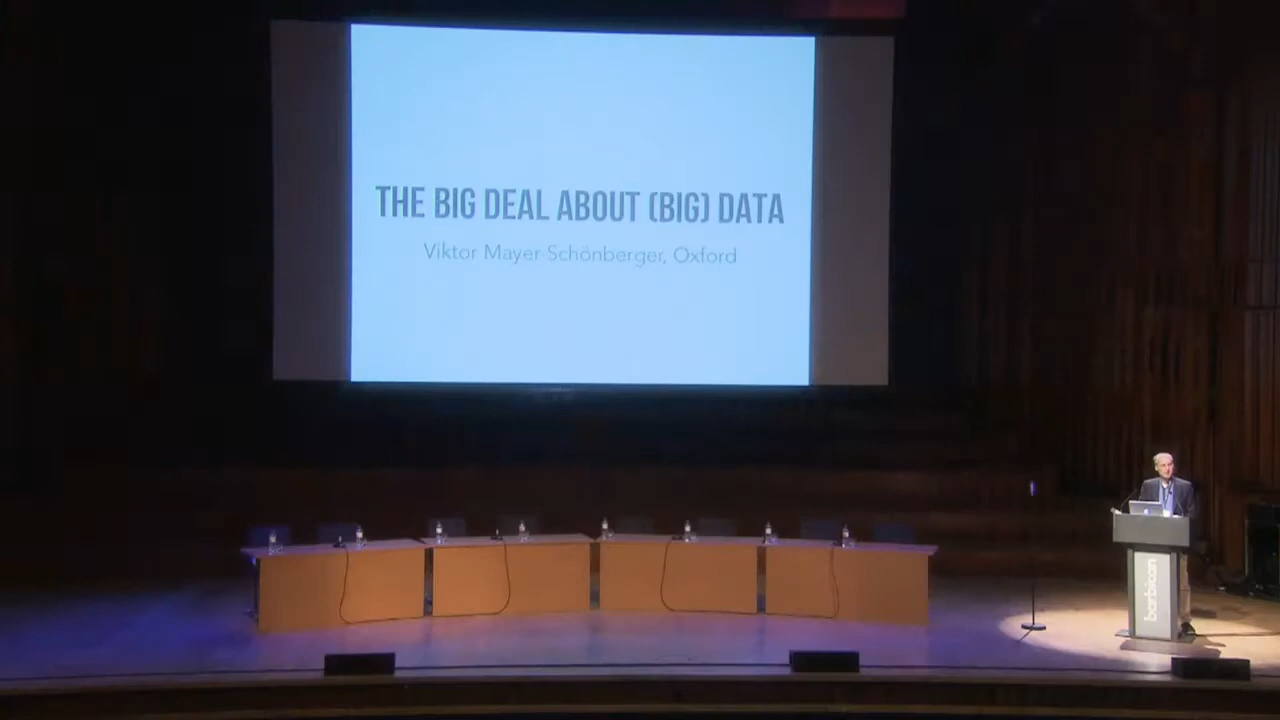 THE BIG DEAL ABOUT (BIG) DATA
Viktor Mayer-Schönberger, Oxford
barbican